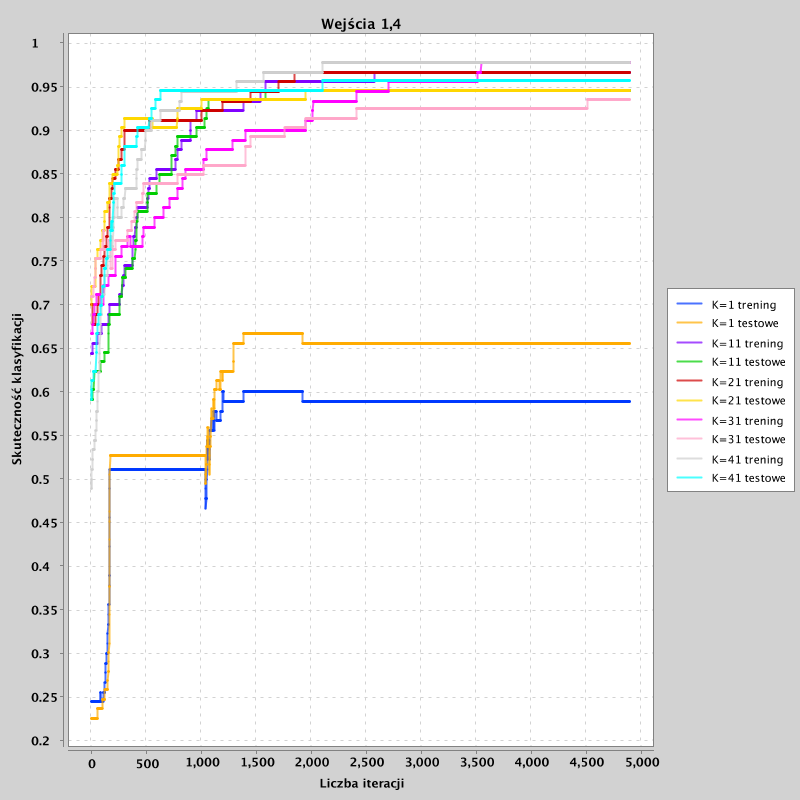 Wejścia 1,4
Skuteczność klasyfikacji
1
0.95
0.9
0.85
0.8
0.75
0.7
0.65
0.6
0.55
0.5
0.45
0.4
0.35
0.3
0.25
0.2
0 500 1,000 1,500 2,000 2,500 3,000 3,500 4,000 4,500 5,000
Liczba iteracji
K=1 trening
K=1 testowe
K=11 trening
K=11 testowe
K=21 trening
K=21 testowe
K=31 trening
K=31 testowe
K=41 trening
K=41 testowe